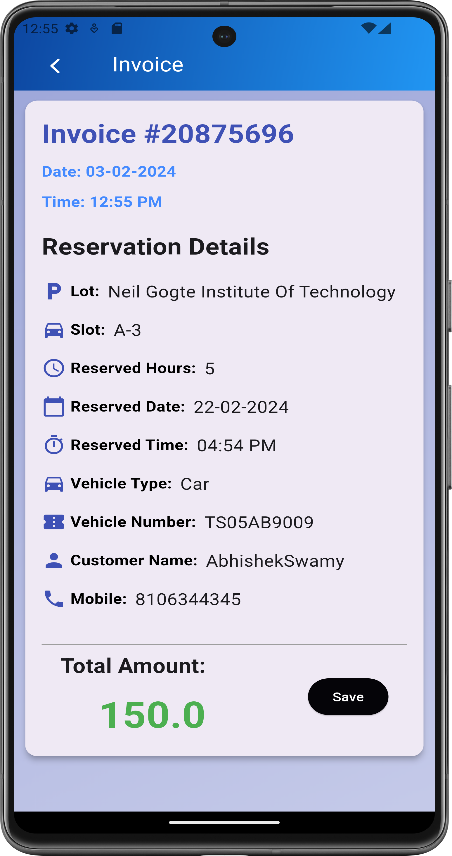 12:55
Invoice
Invoice #20875696
Date: 03-02-2024
Time: 12:55 PM
Reservation Details
Lot: Neil Gogte Institute Of Technology
Slot: A-3
Reserved Hours: 5
Reserved Date: 22-02-2024
Reserved Time: 04:54 PM
Vehicle Type: Car
Vehicle Number: TS05AB9009
Customer Name: AbhishekSwamy
Mobile: 8106344345
Total Amount:
150.0
Save